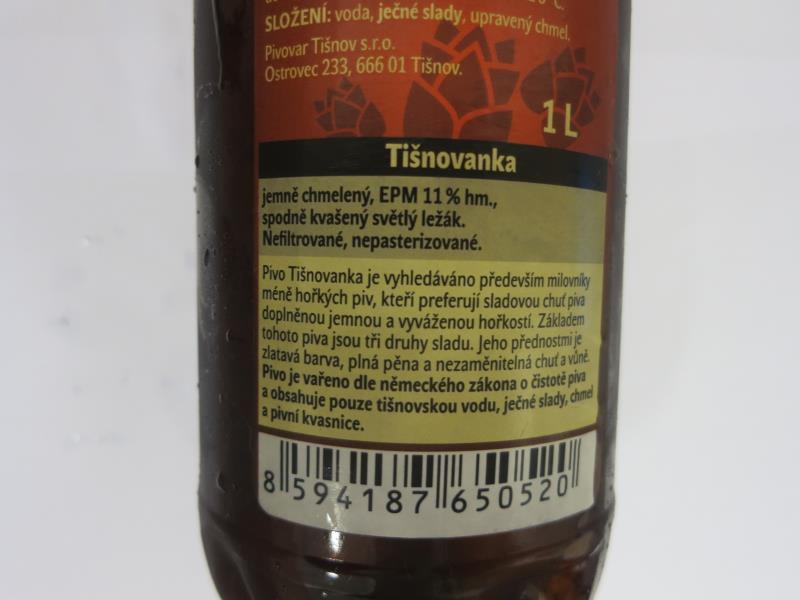 SLOŽENÍ: voda, ječné slady, upravený chmel.
Pivovar Tišnov s.r.o.
Ostrovec 233, 666 01 Tišnov.
1 L
Tišnovanka
jemně chmelený, EPM 11 % hm.,
spodně kvašený světlý ležák.
Nefiltrované, nepasterizované.
Pivo Tišnovanka je vyhledáváno především milovníky
méně hořkých piv, kteří preferují sladovou chuť piva
doplněnou jemnou a vyváženou hořkostí. Základem
tohoto piva jsou tři druhy sladu. Jeho přednostmi je
zlatavá barva, plná pěna a nezaměnitelná chuť a vůně.
Pivo je vařeno dle německého zákona o čistotě piva
a obsahuje pouze tišnovskou vodu, ječné slady, chmel
a pivní kvasnice.
8 594187 650520